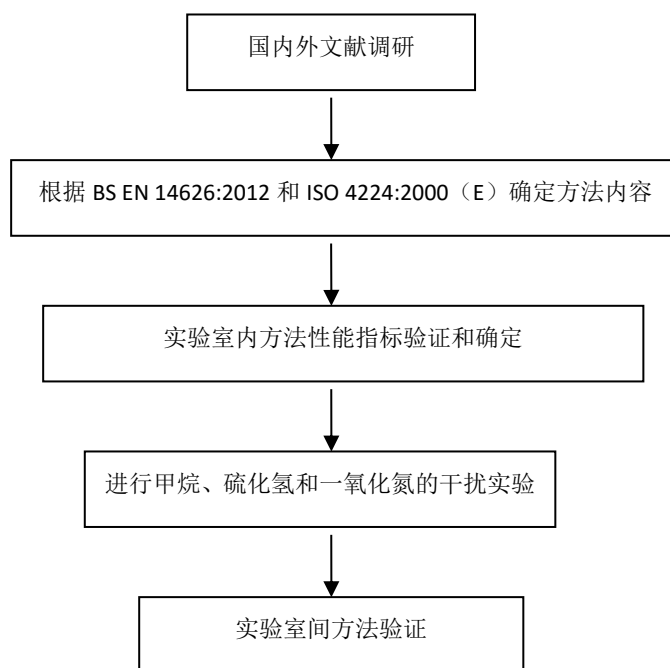 国内外文献调研
根据 BS EN 14626:2012 和 ISO 4224:2000（E）确定方法内容
实验室内方法性能指标验证和确定
进行甲烷、硫化氢和一氧化氮的干扰实验
实验室间方法验证